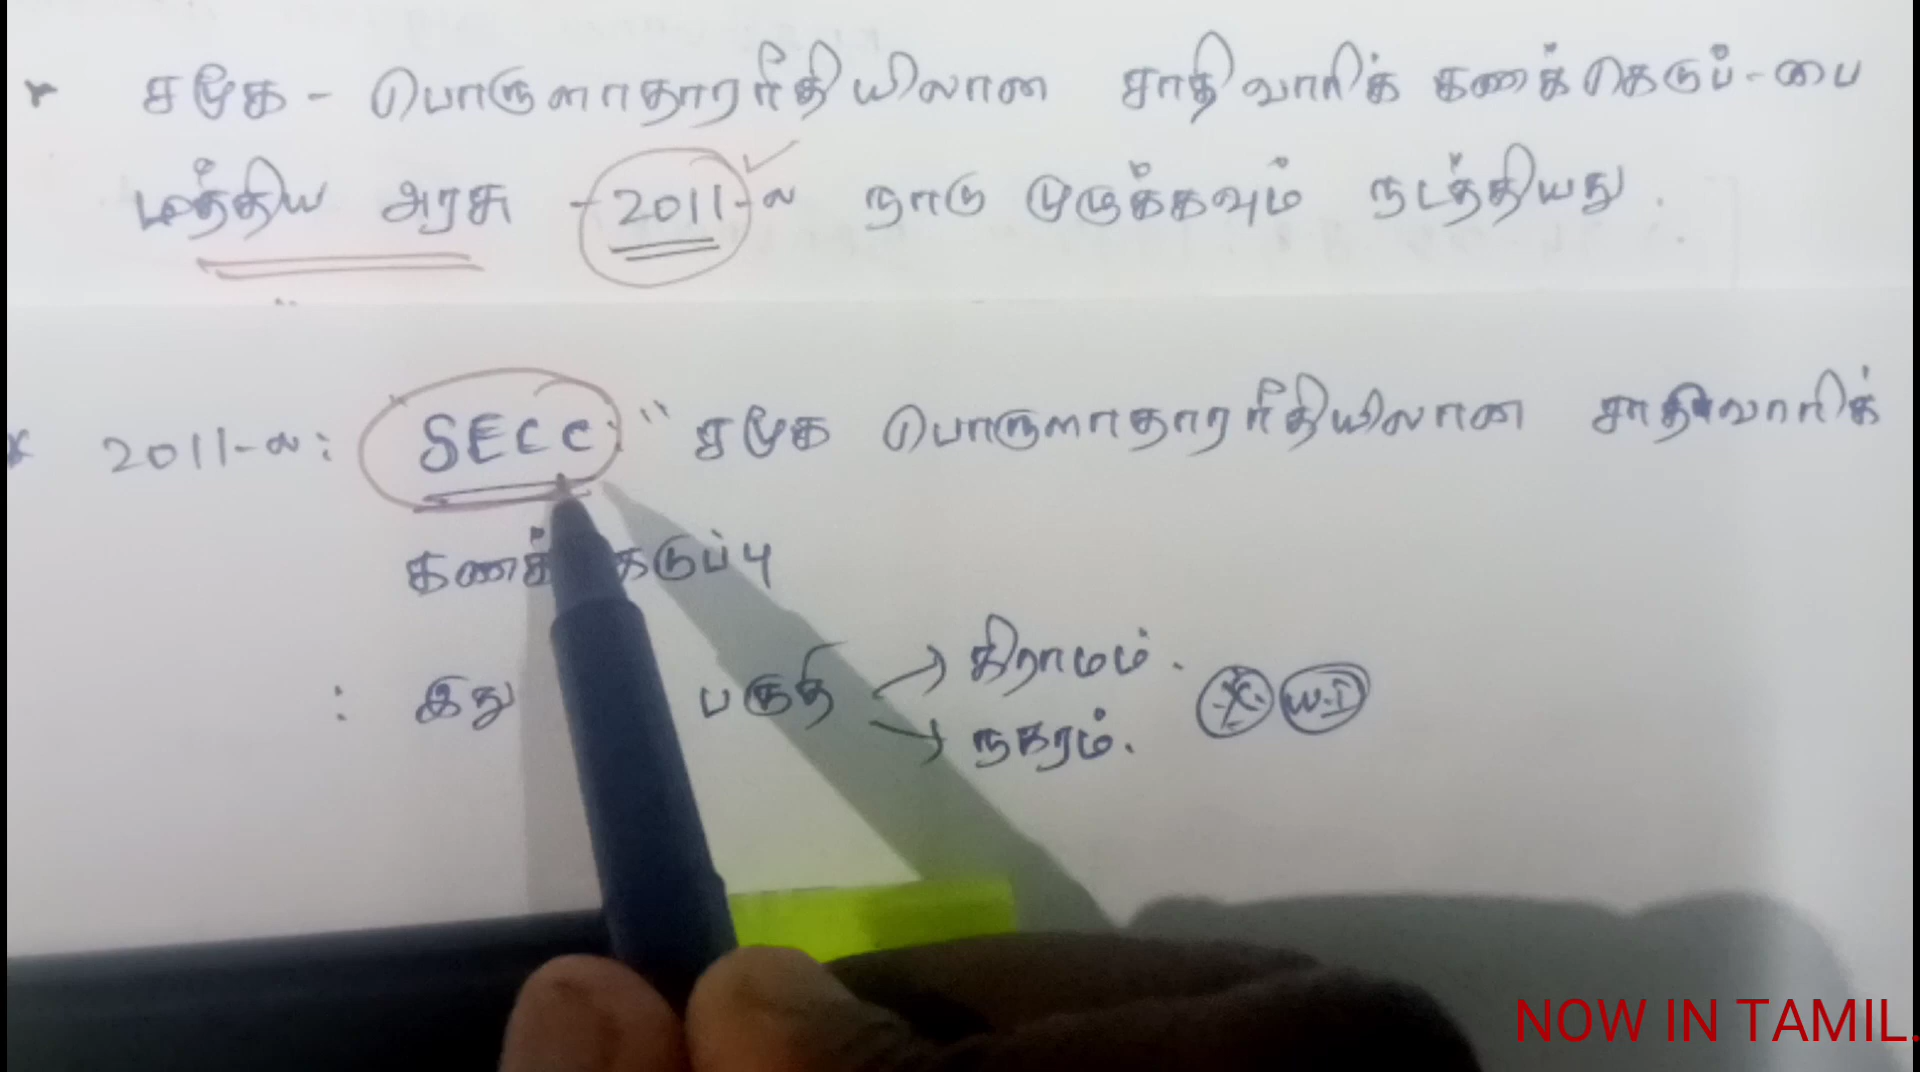 சமூக - பொருளாதாரரீதியிலான சாதிவாரிக் கணக்கெடுப்-பை
மத்திய அரசு - 2011-ல நாடு முழுக்கவும் நடத்தியது.
2011-ல : SECC : " சமூக பொருளாதாரரீதியிலான சாதிவாரிக்
: இது பகுதி → கிராமம்.
→ நகரம்.
NOW IN TAMIL.